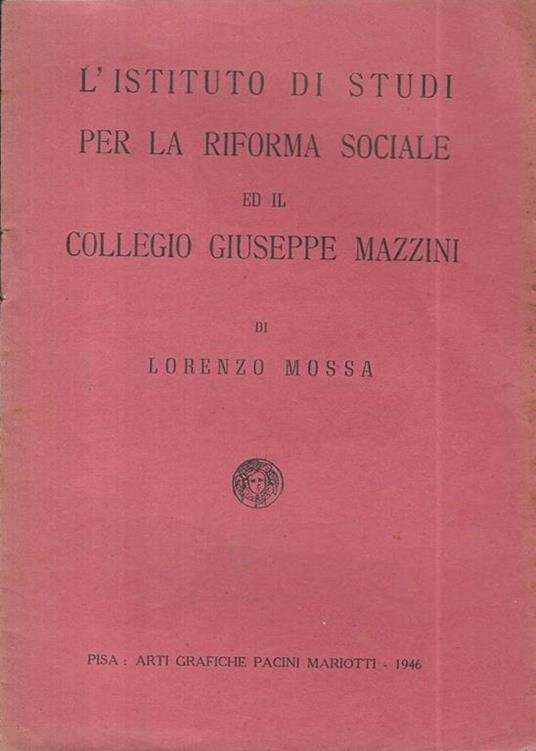 L'ISTITUTO DI STUDI
PER LA RIFORMA SOCIALE
ED IL
COLLEGIO GIUSEPPE MAZZINI
DI
LORENZO MOSSA
PISA : ARTI GRAFICHE PACINI MARIOTTI - 1946